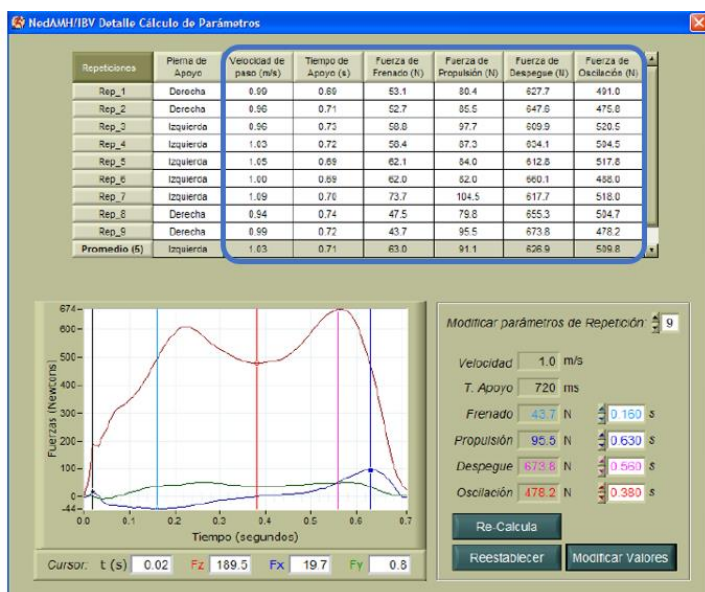 NedAMH/IBV Detalle Cálculo de Parámetros
Repeticiones Pierna de Apoyo Velocidad de paso (m/s) Tiempo de Apoyo (s) Fuerza de Frenado (N) Fuerza de Propulsión (N) Fuerza de Despegue (N) Fuerza de Oscilación (N)
Rep_1 Derecha 0.99 0.69 53.1 80.4 627.7 491.0
Rep_2 Derecha 0.96 0.71 52.7 85.5 647.6 475.8
Rep_3 Izquierda 0.96 0.73 58.8 97.7 609.9 520.5
Rep_4 Izquierda 1.03 0.72 58.4 87.3 634.1 504.5
Rep_5 Izquierda 1.05 0.69 62.1 84.0 612.8 517.8
Rep_6 Izquierda 1.00 0.69 62.0 82.0 660.1 488.0
Rep_7 Izquierda 1.09 0.70 73.7 104.5 617.7 518.0
Rep_8 Derecha 0.94 0.74 47.5 79.8 655.3 504.7
Rep_9 Derecha 0.99 0.72 43.7 95.5 673.8 478.2
Promedio (5) Izquierda 1.03 0.71 63.0 91.1 626.9 509.8
Fuerzas (Newtons)
674
600
500
400
300
200
100
0
-44
0.0 0.1 0.2 0.3 0.4 0.5 0.6 0.7
Tiempo (segundos)
Cursor: t (s) 0.02 Fz 189.5 Fx 19.7 Fy 0.8
Modificar parámetros de Repetición: 9
Velocidad 1.0 m/s
T. Apoyo 720 ms
Frenado 43.7 N 0.160 s
Propulsión 95.5 N 0.630 s
Despegue 673.8 N 0.560 s
Oscilación 478.2 N 0.380 s
Re-Calcula
Reestablecer Modificar Valores